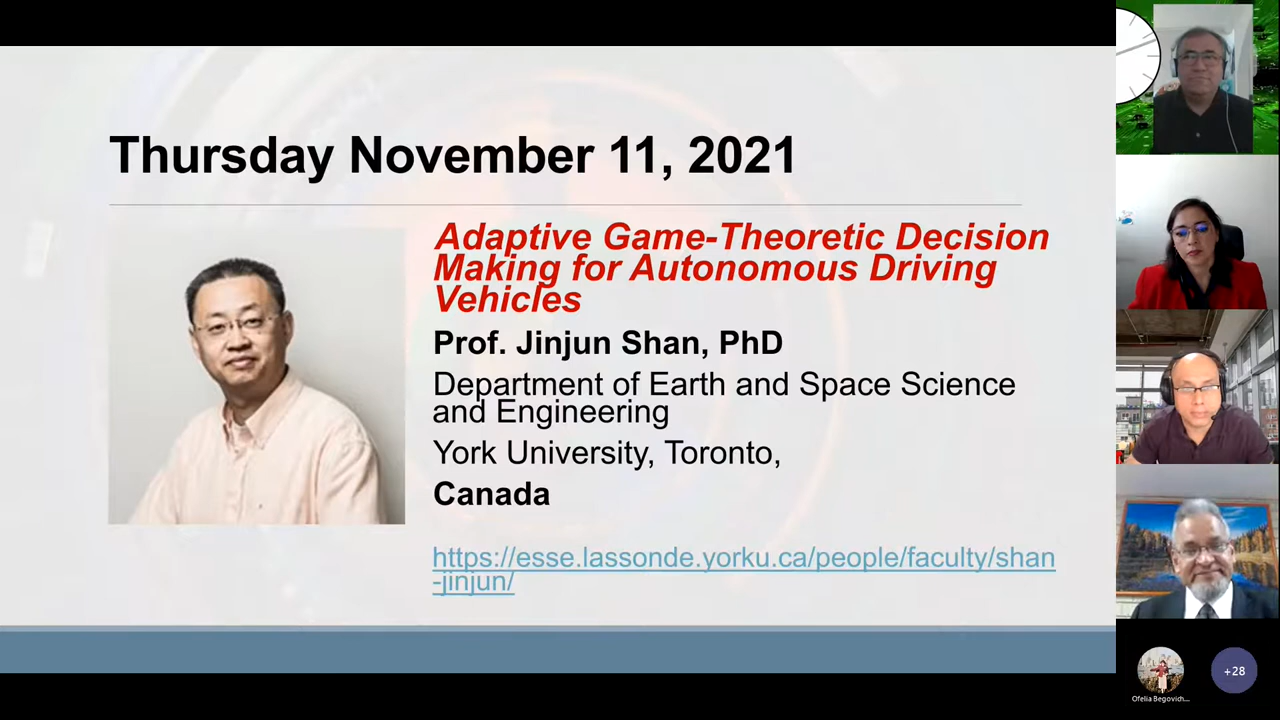 Thursday November 11, 2021
Adaptive Game-Theoretic Decision
Making for Autonomous Driving
Vehicles
Prof. Jinjun Shan, PhD
Department of Earth and Space Science
and Engineering
York University, Toronto,
Canada
https://esse.lassonde.yorku.ca/people/faculty/shan
-jinjun/
Ofelia Begovich...
+28